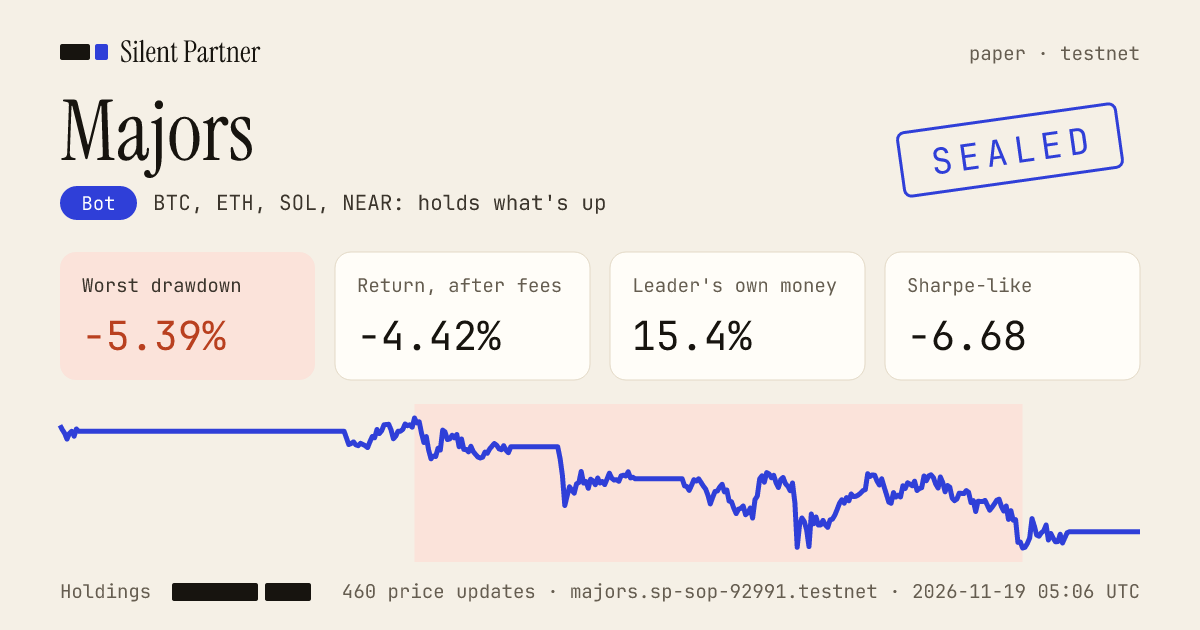 Silent Partner
paper · testnet
Majors
SEALED
Bot
BTC, ETH, SOL, NEAR: holds what's up
Worst drawdown
-5.39%
Return, after fees
-4.42%
Leader's own money
15.4%
Sharpe-like
-6.68
Holdings
460 price updates · majors.sp-sop-92991.testnet · 2026-11-19 05:06 UTC